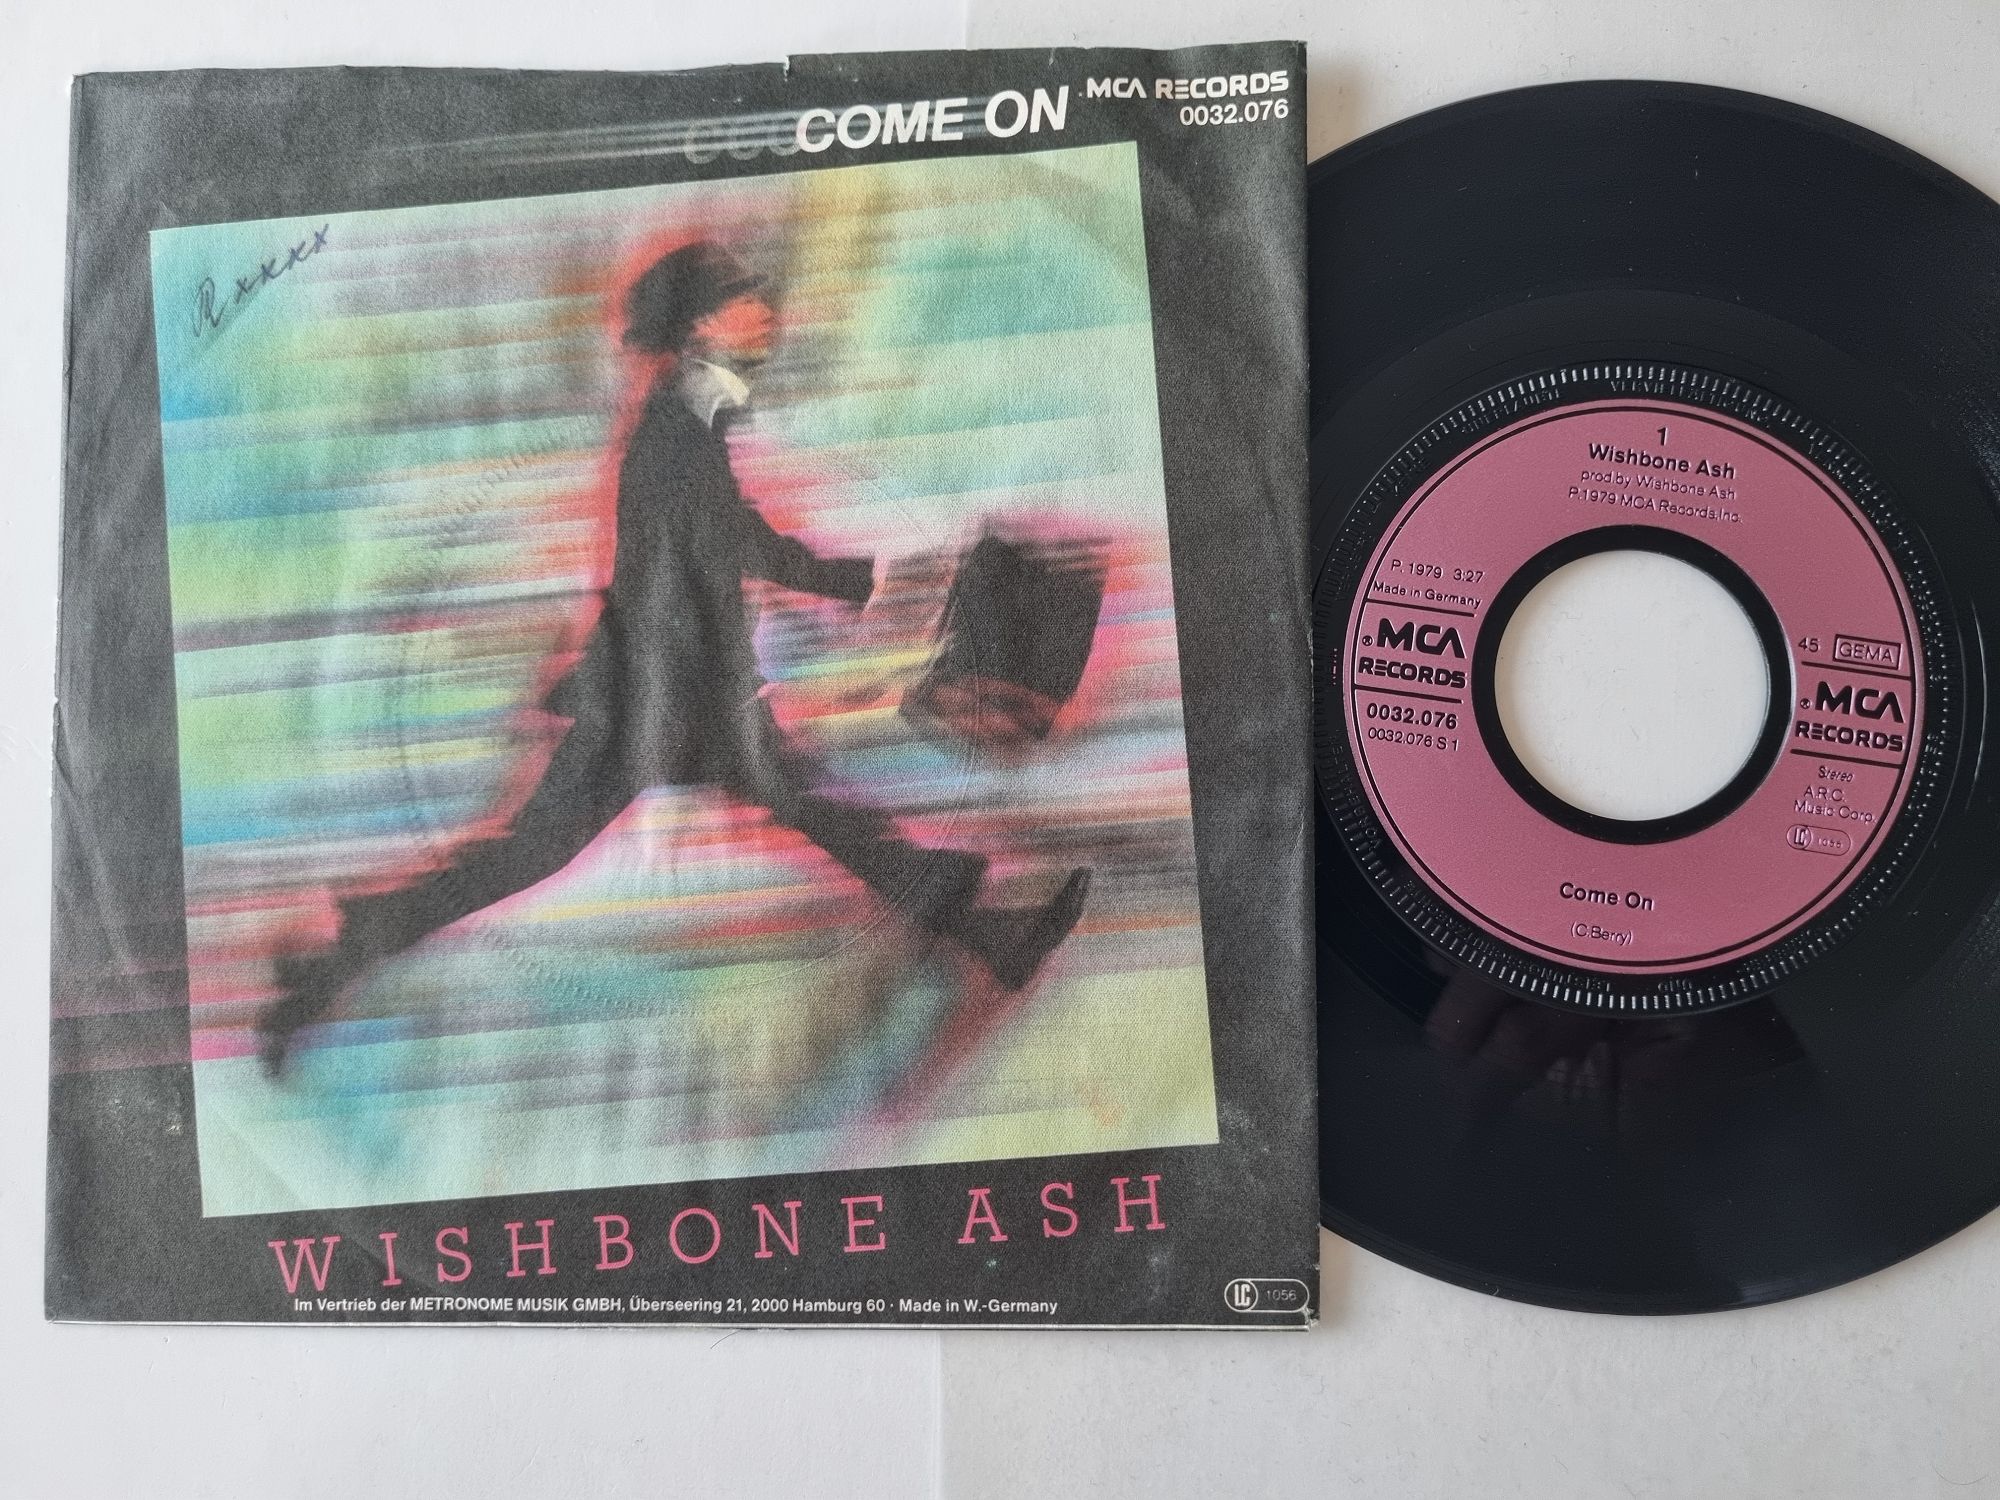 COME ON
MCA RECORDS
0032.076
R xxxx
WISHBONE ASH
Im Vertrieb der METRONOME MUSIK GMBH, Überseering 21, 2000 Hamburg 60 · Made in W.-Germany
LC 1056
1
Wishbone Ash
prod.by Wishbone Ash
P.1979 MCA Records,Inc.
P. 1979 3:27
Made in Germany
® MCA
RECORDS
0032.076
0032.076 S 1
45 GEMA
® MCA
RECORDS
Stereo
A.R.C.
Music Corp.
LC 1056
Come On
(C.Berry)